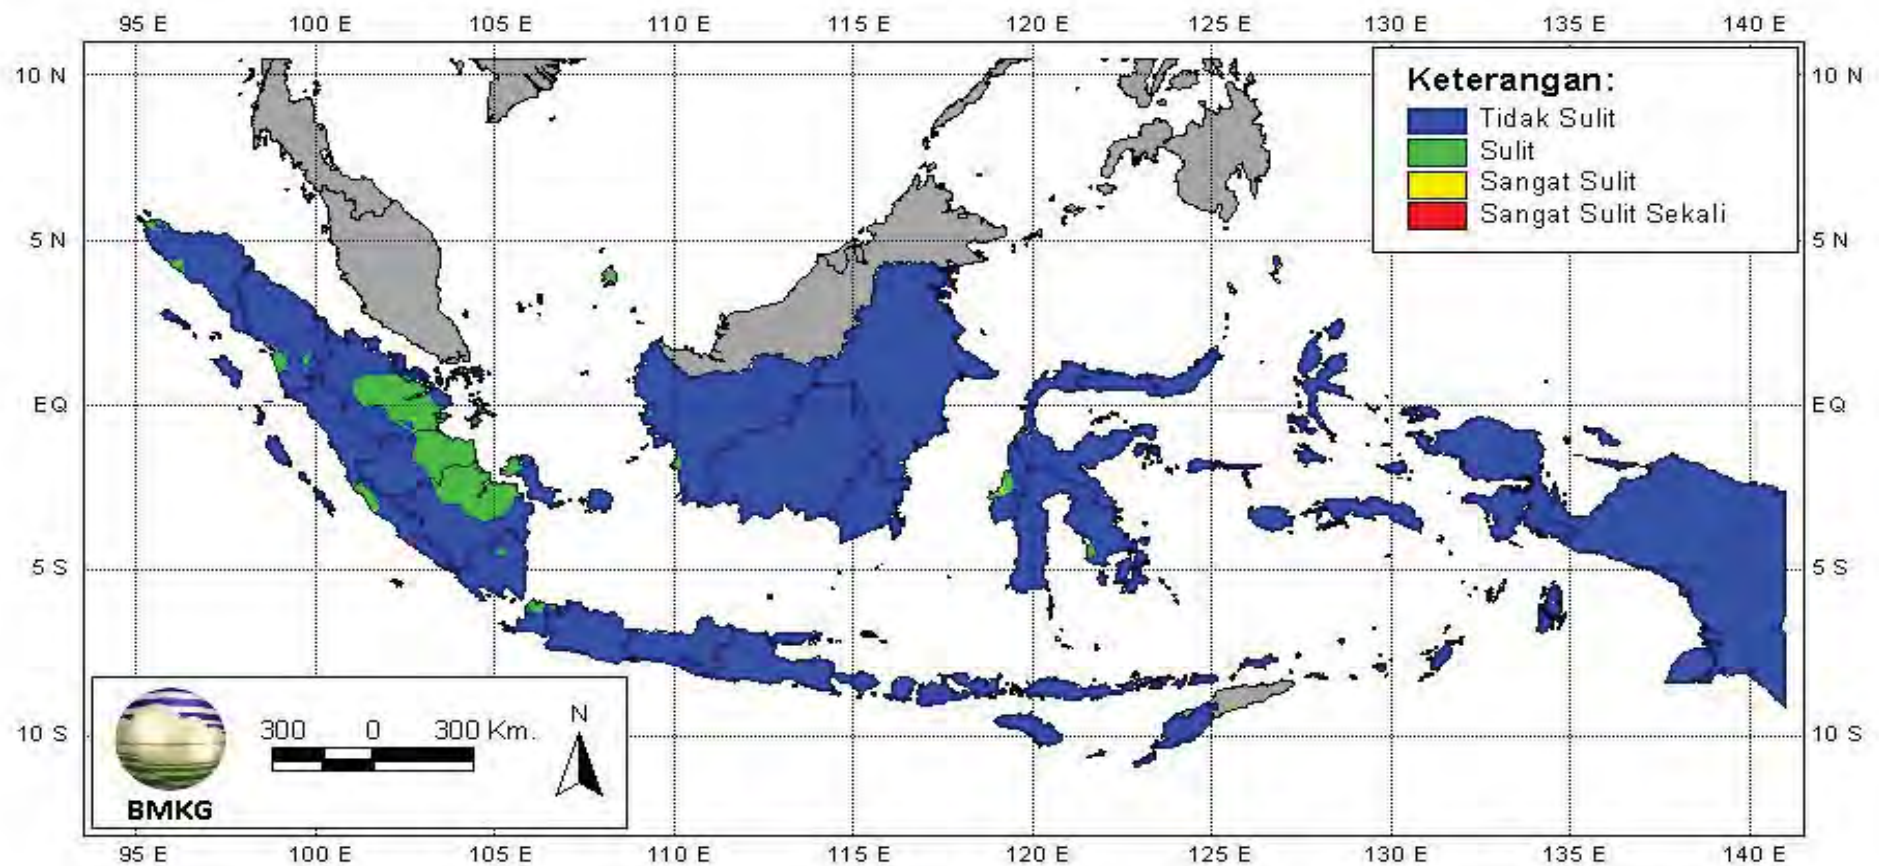 95 E 100 E 105 E 110 E 115 E 120 E 125 E 130 E 135 E 140 E
10 N 10 N
Keterangan:
Tidak Sulit
Sulit
Sangat Sulit
Sangat Sulit Sekali
5 N 5 N
EQ EQ
5 S 5 S
300 0 300 Km.
N
10 S 10 S
BMKG
95 E 100 E 105 E 110 E 115 E 120 E 125 E 130 E 135 E 140 E